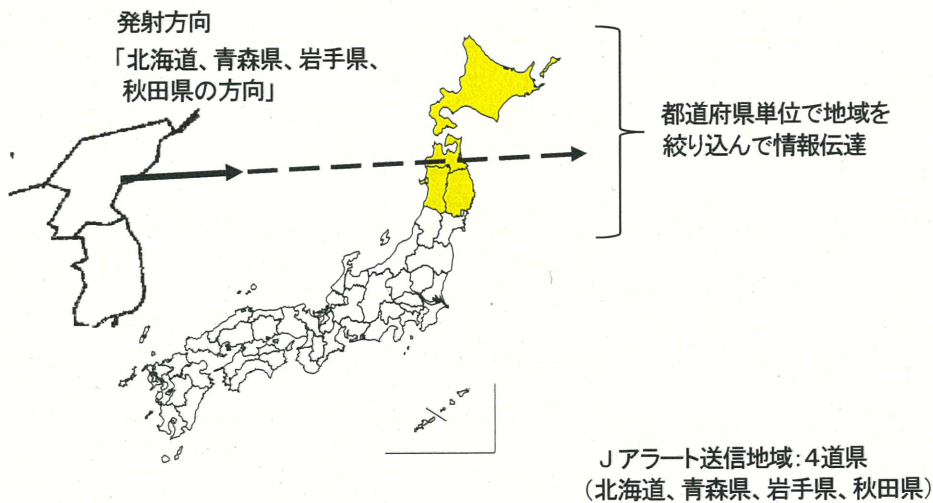 発射方向
「北海道、青森県、岩手県、
秋田県の方向」
都道府県単位で地域を
絞り込んで情報伝達
Jアラート送信地域:4道県
(北海道、青森県、岩手県、秋田県)